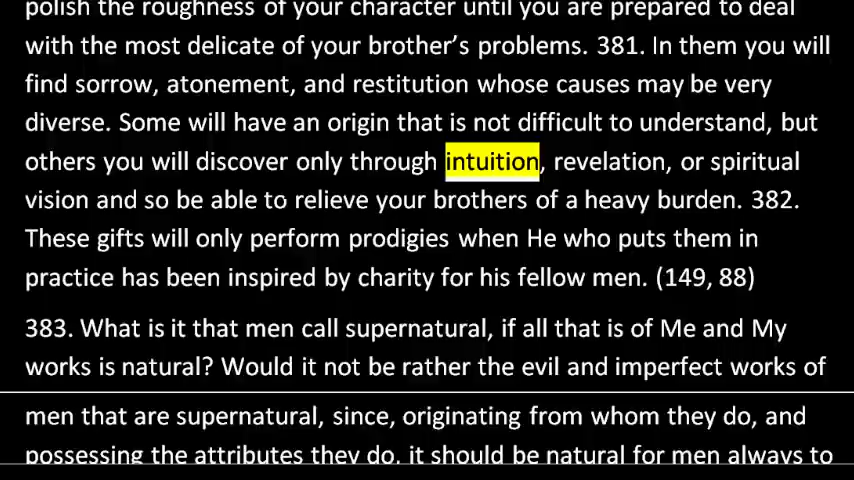 polish the roughness of your character until you are prepared to deal
with the most delicate of your brother's problems. 381. In them you will
find sorrow, atonement, and restitution whose causes may be very
diverse. Some will have an origin that is not difficult to understand, but
others you will discover only through intuition, revelation, or spiritual
vision and so be able to relieve your brothers of a heavy burden. 382.
These gifts will only perform prodigies when He who puts them in
practice has been inspired by charity for his fellow men. (149, 88)
383. What is it that men call supernatural, if all that is of Me and My
works is natural? Would it not be rather the evil and imperfect works of
men that are supernatural, since, originating from whom they do, and
possessing the attributes they do, it should be natural for men always to